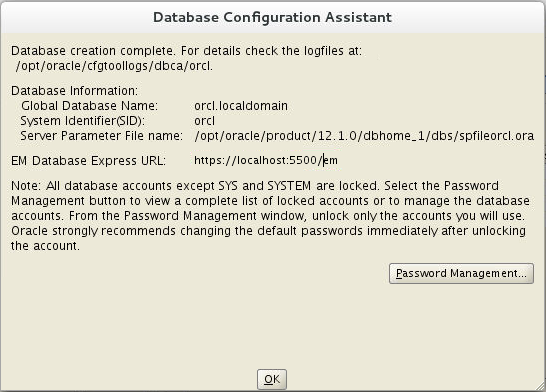 Database Configuration Assistant
Database creation complete. For details check the logfiles at:
/opt/oracle/cfgtoollogs/dbca/orcl.
Database Information:
Global Database Name: orcl.localdomain
System Identifier(SID): orcl
Server Parameter File name: /opt/oracle/product/12.1.0/dbhome_1/dbs/spfileorcl.ora
EM Database Express URL: https://localhost:5500/em
Note: All database accounts except SYS and SYSTEM are locked. Select the Password
Management button to view a complete list of locked accounts or to manage the database
accounts. From the Password Management window, unlock only the accounts you will use.
Oracle strongly recommends changing the default passwords immediately after unlocking
the account.
Password Management...
OK